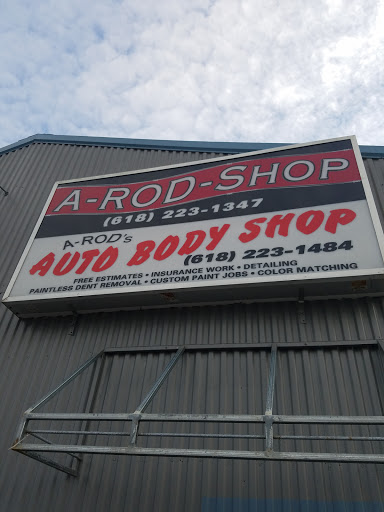 A-ROD-SHOP
(618) 223-1347
A-ROD's
AUTO BODY SHOP
(618) 223-1484
FREE ESTIMATES • INSURANCE WORK • DETAILING
PAINTLESS DENT REMOVAL • CUSTOM PAINT JOBS • COLOR MATCHING